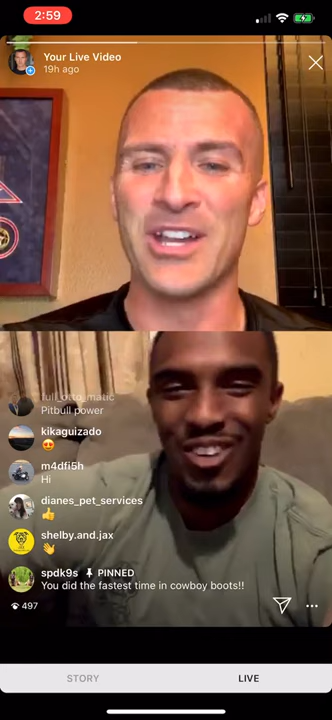 2:59
Your Live Video
19h ago
full_otto_matic
Pitbull power
kikaguizado
😍
m4dfi5h
Hi
dianes_pet_services
👍
shelby.and.jax
👋
spdk9s PINNED
You did the fastest time in cowboy boots!!
497
STORY LIVE